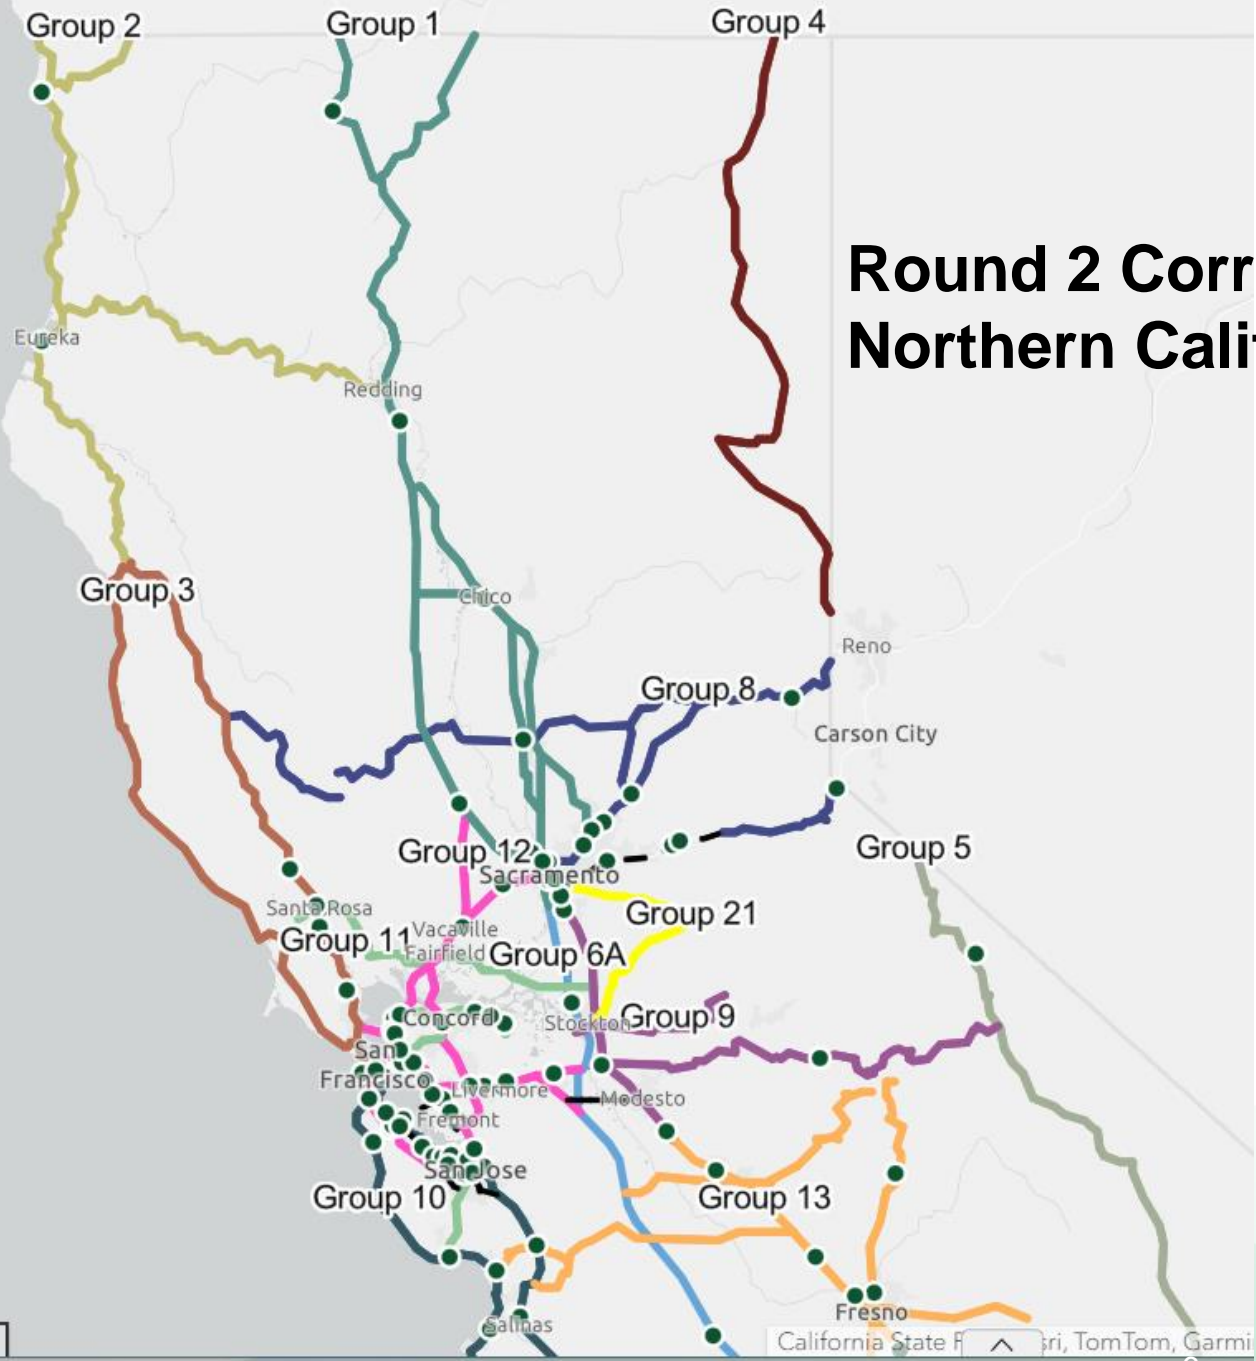 Group 2
Group 1
Group 4
Round 2 Corr
Northern Calif
Eureka
Redding
Group 3
Chico
Reno
Group 8
Carson City
Group 12
Sacramento
Group 5
Santa Rosa
Group 21
Group 11
Vacaville
Fairfield
Group 6A
Concord
Stockton
Group 9
San
Francisco
Livermore
Modesto
Fremont
San Jose
Group 10
Group 13
Fresno
Salinas
California State P
sri, TomTom, Garmi